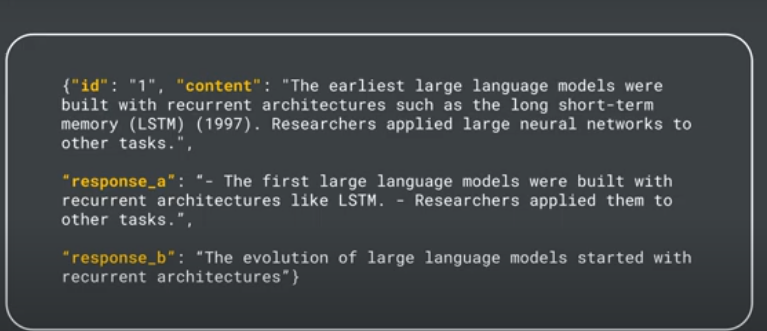 {"id": "1", "content": "The earliest large language models were
built with recurrent architectures such as the long short-term
memory (LSTM) (1997). Researchers applied large neural networks to
other tasks.",
“response_a”: “- The first large language models were built with
recurrent architectures like LSTM. - Researchers applied them to
other tasks.”,
“response_b”: “The evolution of large language models started with
recurrent architectures”}